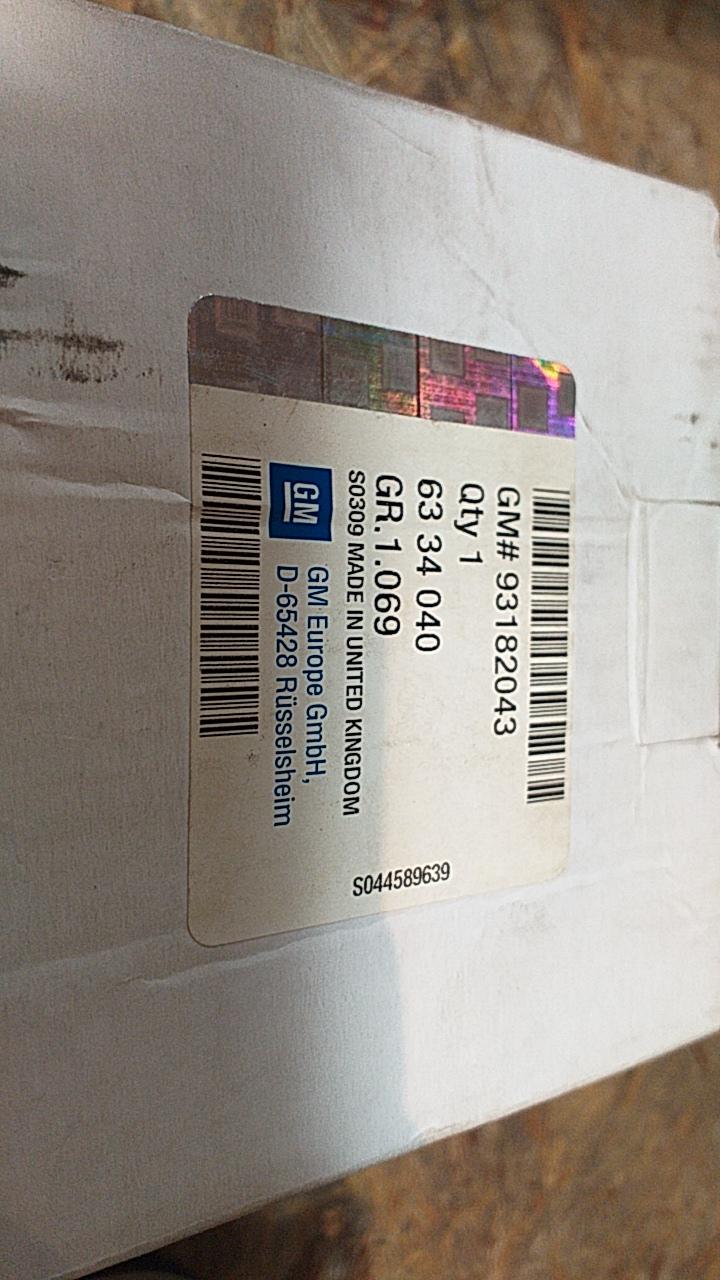 GM# 93182043
Qty 1
63 34 040
GR.1.069
S0309 MADE IN UNITED KINGDOM
GM
GM Europe GmbH,
D-65428 Rüsselsheim
S044589639